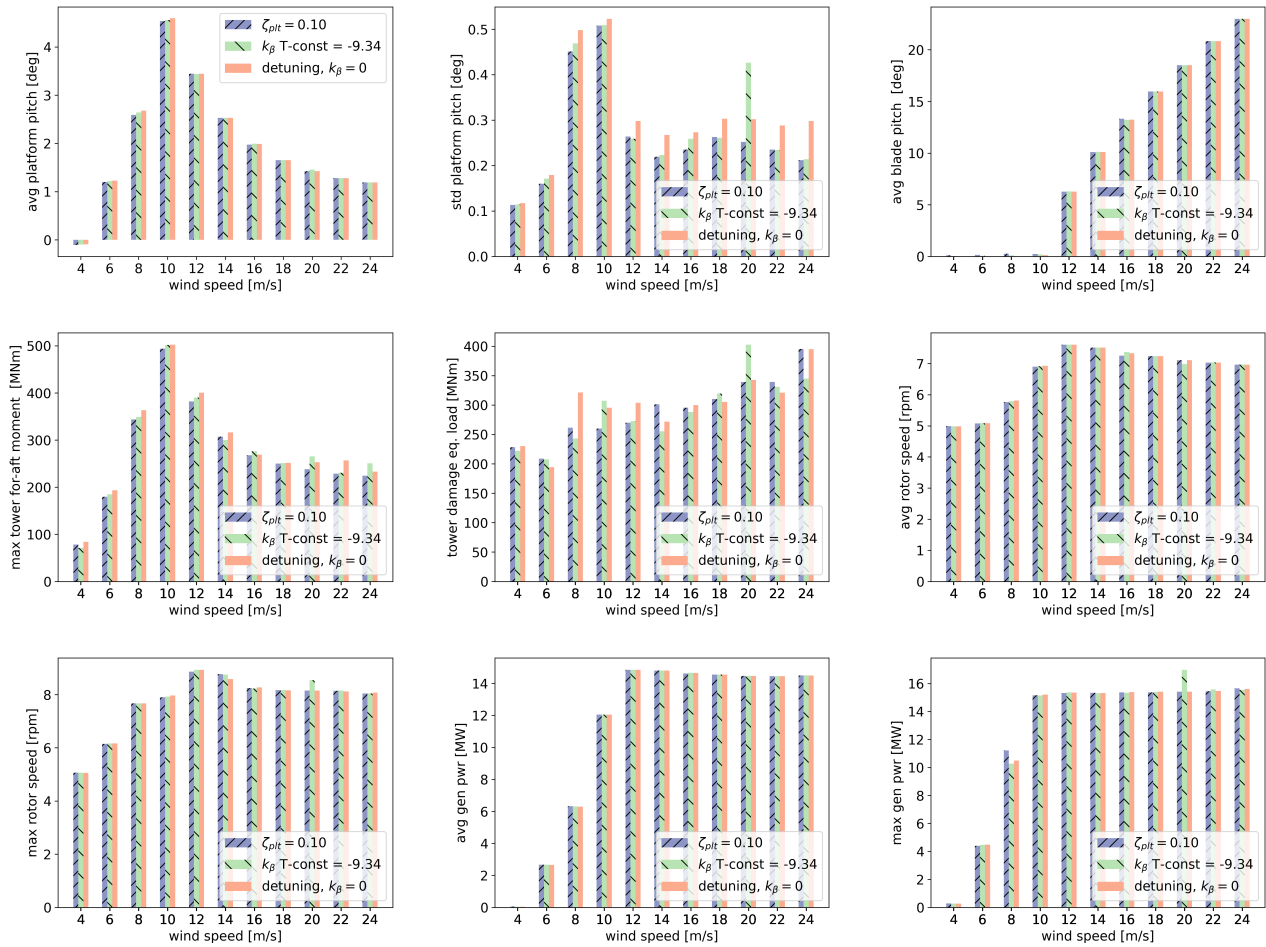 avg platform pitch [deg]
4
3
2
1
0
ζplt = 0.10
kβ T-const = -9.34
detuning, kβ = 0
4 6 8 10 12 14 16 18 20 22 24
wind speed [m/s]
std platform pitch [deg]
0.5
0.4
0.3
0.2
0.1
0.0
ζplt = 0.10
kβ T-const = -9.34
detuning, kβ = 0
4 6 8 10 12 14 16 18 20 22 24
wind speed [m/s]
avg blade pitch [deg]
20
15
10
5
0
ζplt = 0.10
kβ T-const = -9.34
detuning, kβ = 0
4 6 8 10 12 14 16 18 20 22 24
wind speed [m/s]
max tower for-aft moment [MNm]
500
400
300
200
100
0
ζplt = 0.10
kβ T-const = -9.34
detuning, kβ = 0
4 6 8 10 12 14 16 18 20 22 24
wind speed [m/s]
tower damage eq. load [MNm]
400
350
300
250
200
150
100
50
0
ζplt = 0.10
kβ T-const = -9.34
detuning, kβ = 0
4 6 8 10 12 14 16 18 20 22 24
wind speed [m/s]
avg rotor speed [rpm]
7
6
5
4
3
2
1
0
ζplt = 0.10
kβ T-const = -9.34
detuning, kβ = 0
4 6 8 10 12 14 16 18 20 22 24
wind speed [m/s]
max rotor speed [rpm]
8
6
4
2
0
ζplt = 0.10
kβ T-const = -9.34
detuning, kβ = 0
4 6 8 10 12 14 16 18 20 22 24
wind speed [m/s]
avg gen pwr [MW]
14
12
10
8
6
4
2
0
ζplt = 0.10
kβ T-const = -9.34
detuning, kβ = 0
4 6 8 10 12 14 16 18 20 22 24
wind speed [m/s]
max gen pwr [MW]
16
14
12
10
8
6
4
2
0
ζplt = 0.10
kβ T-const = -9.34
detuning, kβ = 0
4 6 8 10 12 14 16 18 20 22 24
wind speed [m/s]